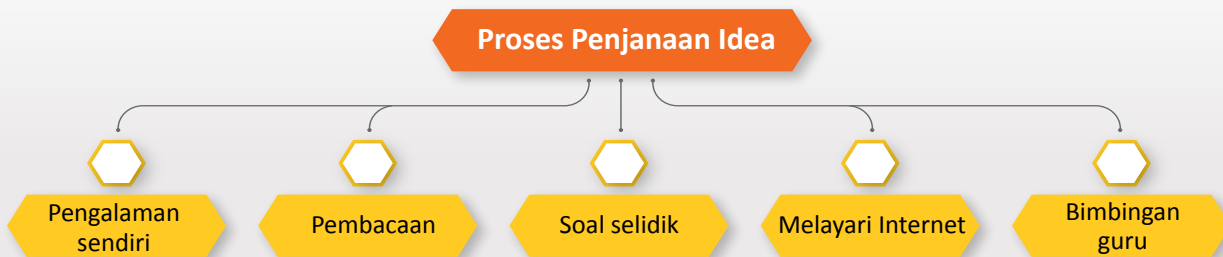 Proses Penjanaan Idea
Pengalaman
sendiri
Pembacaan
Soal selidik
Melayari Internet
Bimbingan
guru